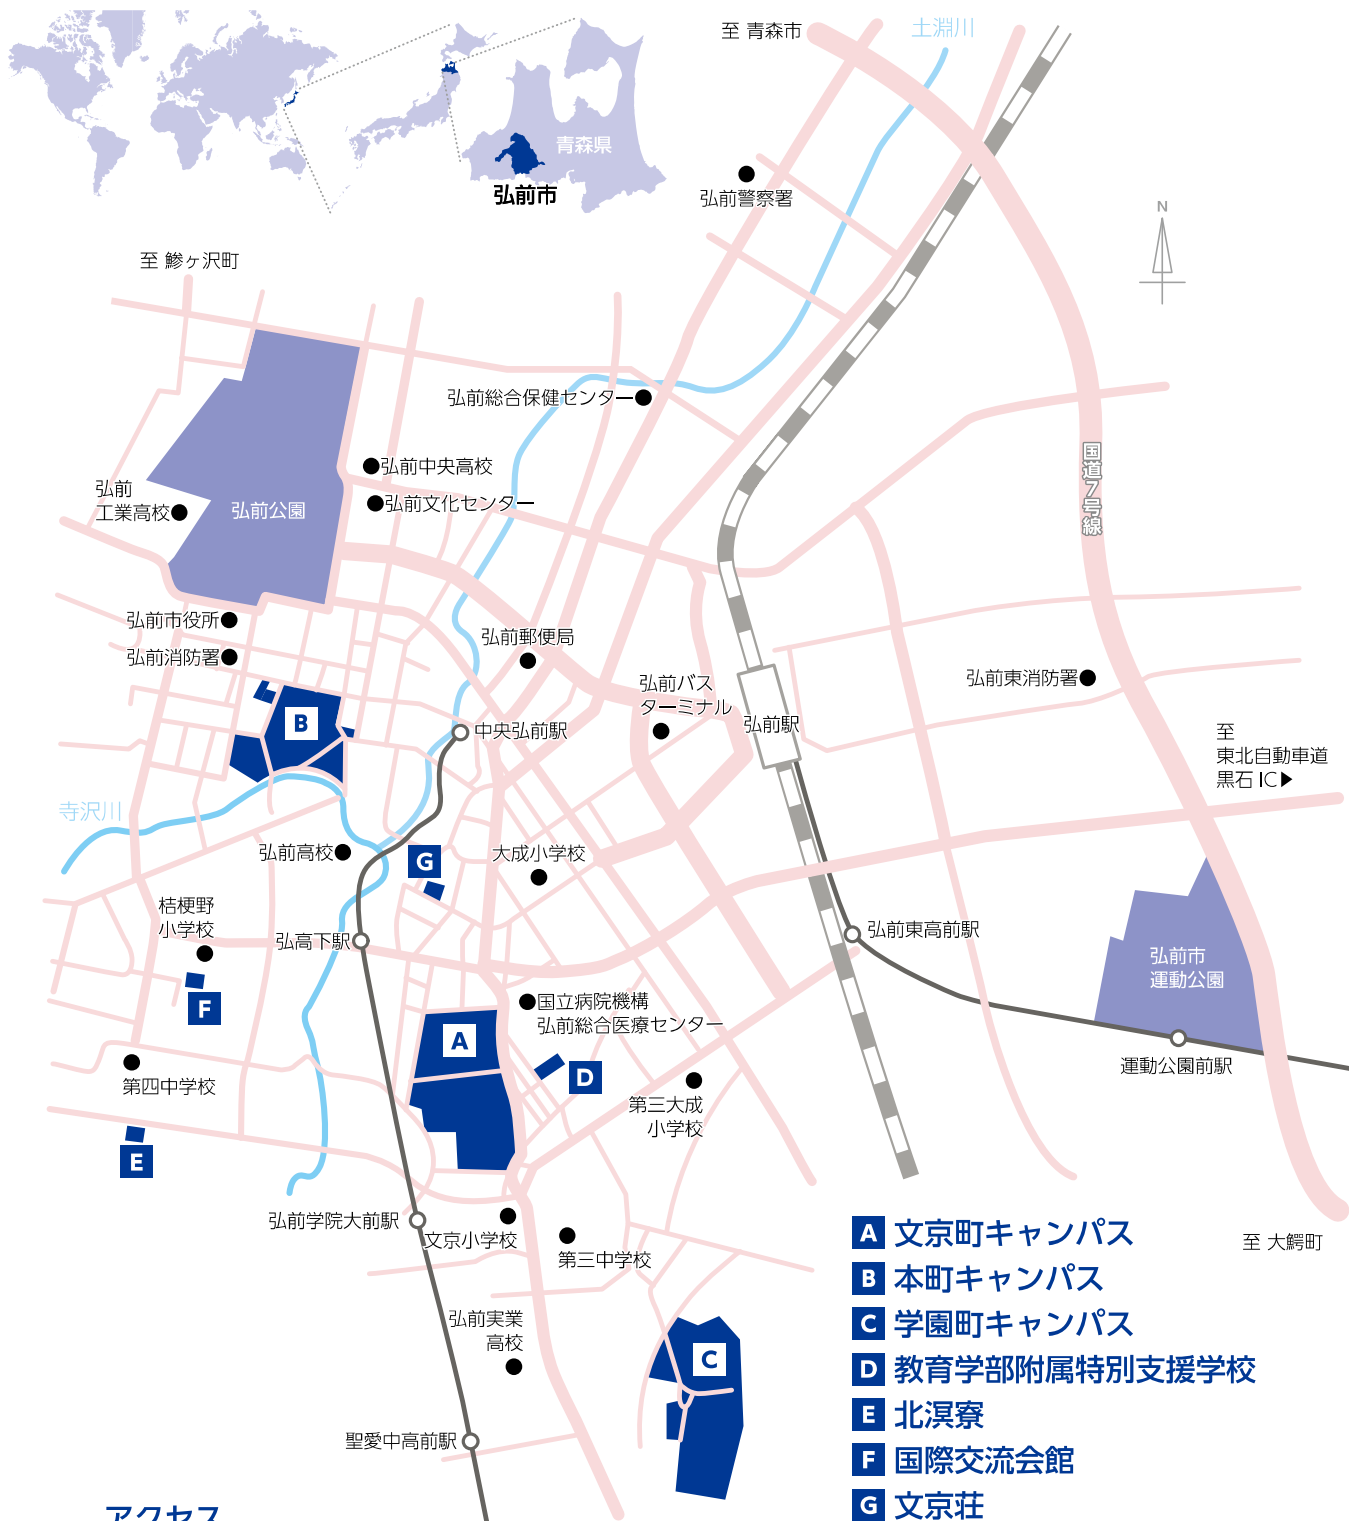 至 青森市
土淵川
青森県
弘前市
弘前警察署
N
至 鰺ヶ沢町
弘前総合保健センター
国道7号線
弘前中央高校
弘前文化センター
弘前
工業高校
弘前公園
弘前市役所
弘前消防署
弘前郵便局
弘前バス
ターミナル
弘前東消防署
B
中央弘前駅
弘前駅
至
東北自動車道
黒石IC▶
寺沢川
弘前高校
G
大成小学校
桔梗野
小学校
弘高下駅
弘前東高前駅
弘前市
運動公園
F
国立病院機構
弘前総合医療センター
A
D
運動公園前駅
第四中学校
第三大成
小学校
E
弘前学院大前駅
文京小学校
第三中学校
至 大鰐町
弘前実業
高校
C
聖愛中高前駅
A 文京町キャンパス
B 本町キャンパス
C 学園町キャンパス
D 教育学部附属特別支援学校
E 北溟寮
F 国際交流会館
G 文京荘
アクセス